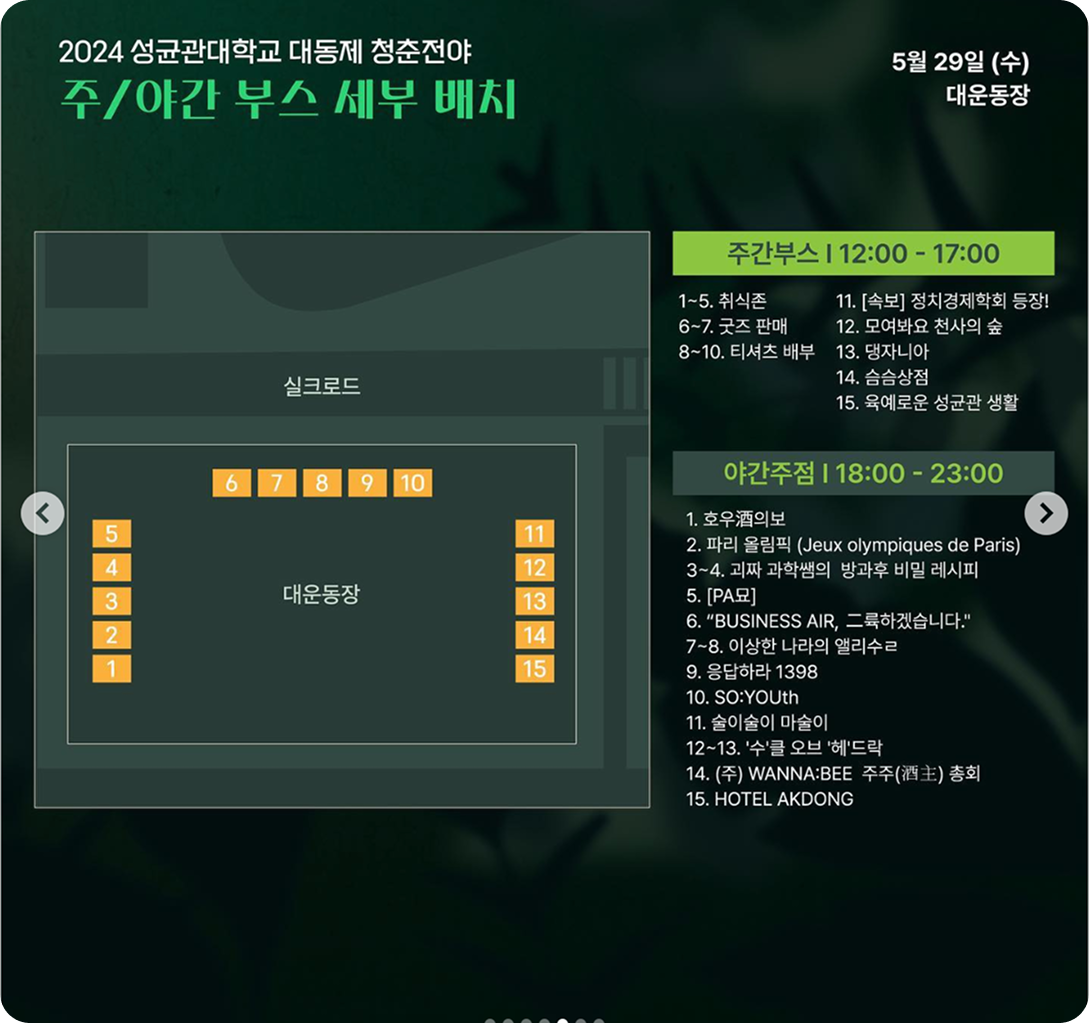 2024 성균관대학교 대동제 청춘전야
주/야간 부스 세부 배치
5월 29일 (수)
대운동장
실크로드
6 7 8 9 10
5
4
3
2
1
대운동장
11
12
13
14
15
주간부스 I 12:00 - 17:00
1~5. 취식존
6~7. 굿즈 판매
8~10. 티셔츠 배부
11. [속보] 정치경제학회 등장!
12. 모여봐요 천사의 숲
13. 댕자니아
14. 슴슴상점
15. 육예로운 성균관 생활
야간주점 I 18:00 - 23:00
1. 호우酒의보
2. 파리 올림픽 (Jeux olympiques de Paris)
3~4. 괴짜 과학쌤의 방과후 비밀 레시피
5. [PA묘]
6. “BUSINESS AIR, 二륙하겠습니다."
7~8. 이상한 나라의 앨리수ㄹ
9. 응답하라 1398
10. SO:YOUth
11. 술이술이 마술이
12~13. '수'클 오브 '헤'드락
14. (주) WANNA:BEE 주주(酒主) 총회
15. HOTEL AKDONG